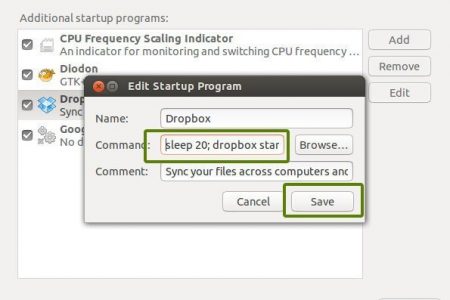 Additional startup programs:
CPU Frequency Scaling Indicator
An indicator for monitoring and switching CPU frequency ...
Add
Diodon
GTK+
Remove
Edit
Sync
No d
Edit Startup Program
Name: Dropbox
Command: sleep 20; dropbox star
Browse...
Comment: Sync your files across computers and
Cancel
Save